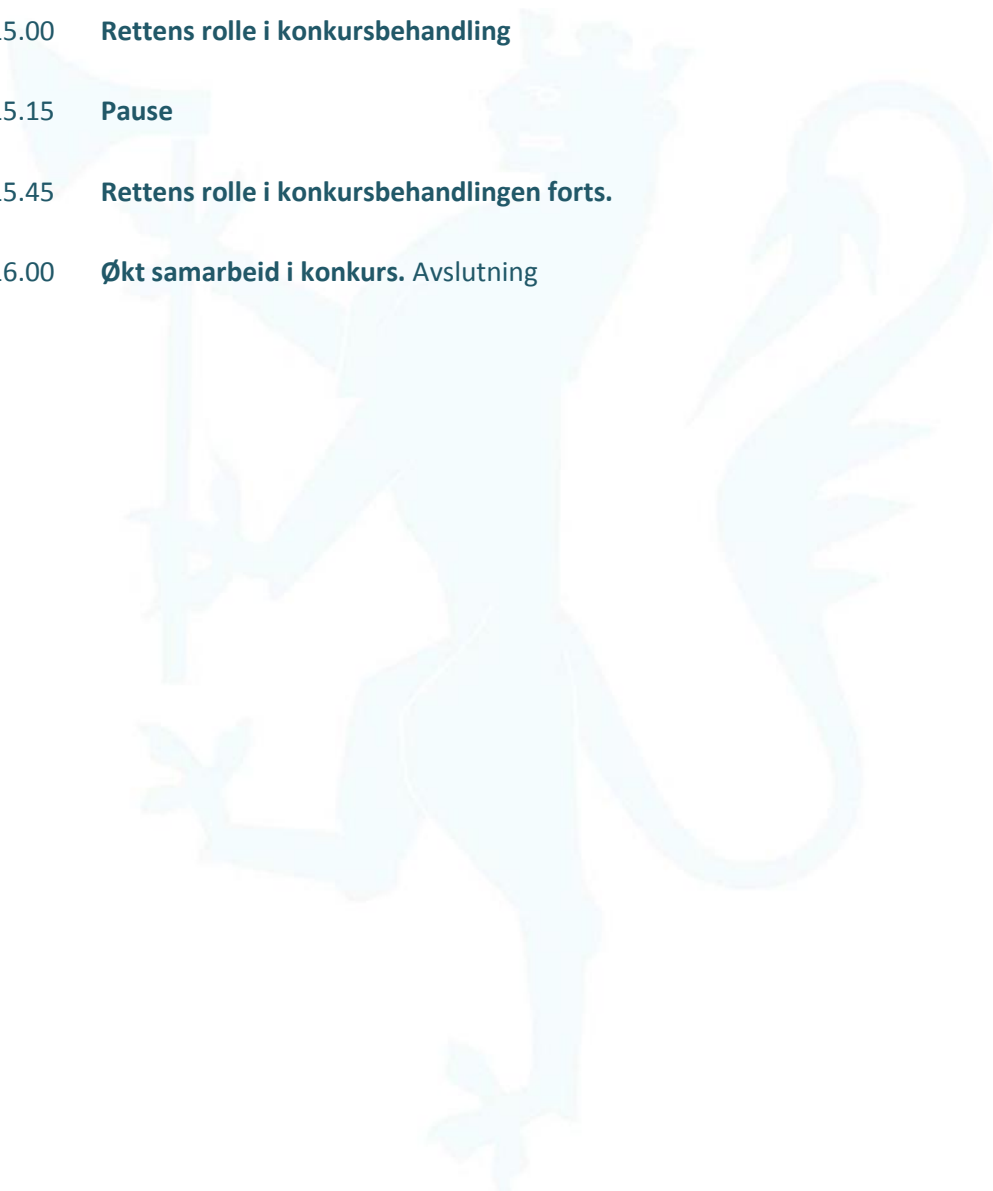 5.00 Rettens rolle i konkursbehandling
5.15 Pause
5.45 Rettens rolle i konkursbehandlingen forts.
6.00 Økt samarbeid i konkurs. Avslutning